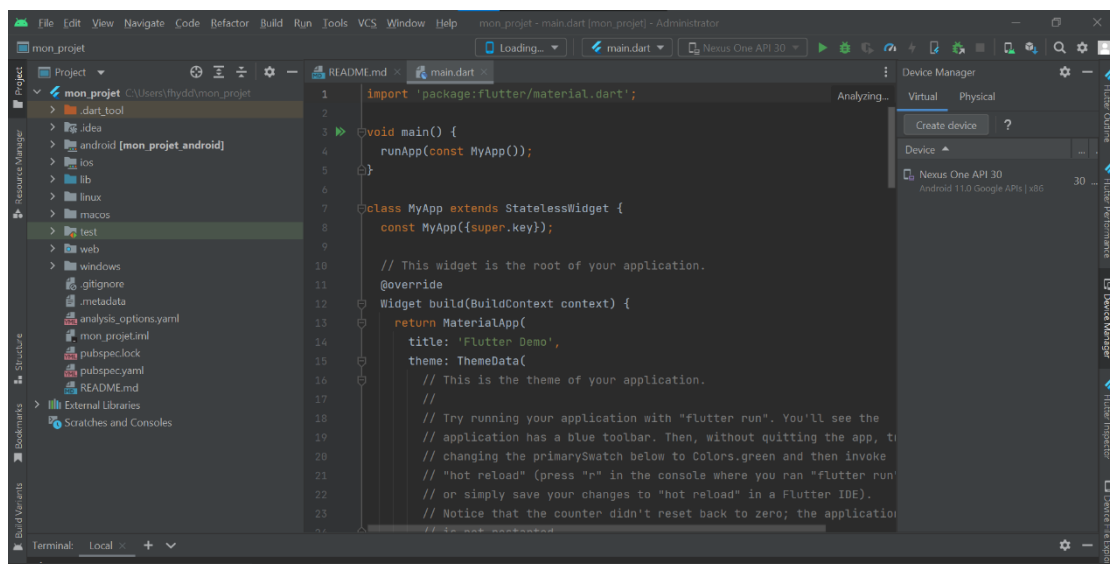 File Edit View Navigate Code Refactor Build Run Tools VCS Window Help mon_projet - main.dart [mon_projet] - Administrator
mon_projet
Loading...
main.dart
Nexus One API 30
Project
README.md
main.dart
Device Manager
mon_projet C:\Users\fhydd\mon_projet
.dart_tool
.idea
android [mon_projet_android]
ios
lib
linux
macos
test
web
windows
.gitignore
.metadata
analysis_options.yaml
mon_projet.iml
pubspec.lock
pubspec.yaml
README.md
External Libraries
Scratches and Consoles
Analyzing...
1 import 'package:flutter/material.dart';
2
3 void main() {
4 runApp(const MyApp());
5 }
6
7 class MyApp extends StatelessWidget {
8 const MyApp({super.key});
9
10 // This widget is the root of your application.
11 @override
12 Widget build(BuildContext context) {
13 return MaterialApp(
14 title: 'Flutter Demo',
15 theme: ThemeData(
16 // This is the theme of your application.
17 //
18 // Try running your application with "flutter run". You'll see the
19 // application has a blue toolbar. Then, without quitting the app, t
20 // changing the primarySwatch below to Colors.green and then invoke
21 // "hot reload" (press "r" in the console where you ran "flutter run"
22 // or simply save your changes to "hot reload" in a Flutter IDE).
23 // Notice that the counter didn't reset back to zero; the application
Virtual Physical
Create device ?
Device ...
Nexus One API 30 30 ...
Android 11.0 Google APIs | x86
Project
Resource Manager
Structure
Bookmarks
Build Variants
Flutter Outline
Flutter Performance
Device Manager
Flutter Inspector
Device File Explor
Terminal: Local